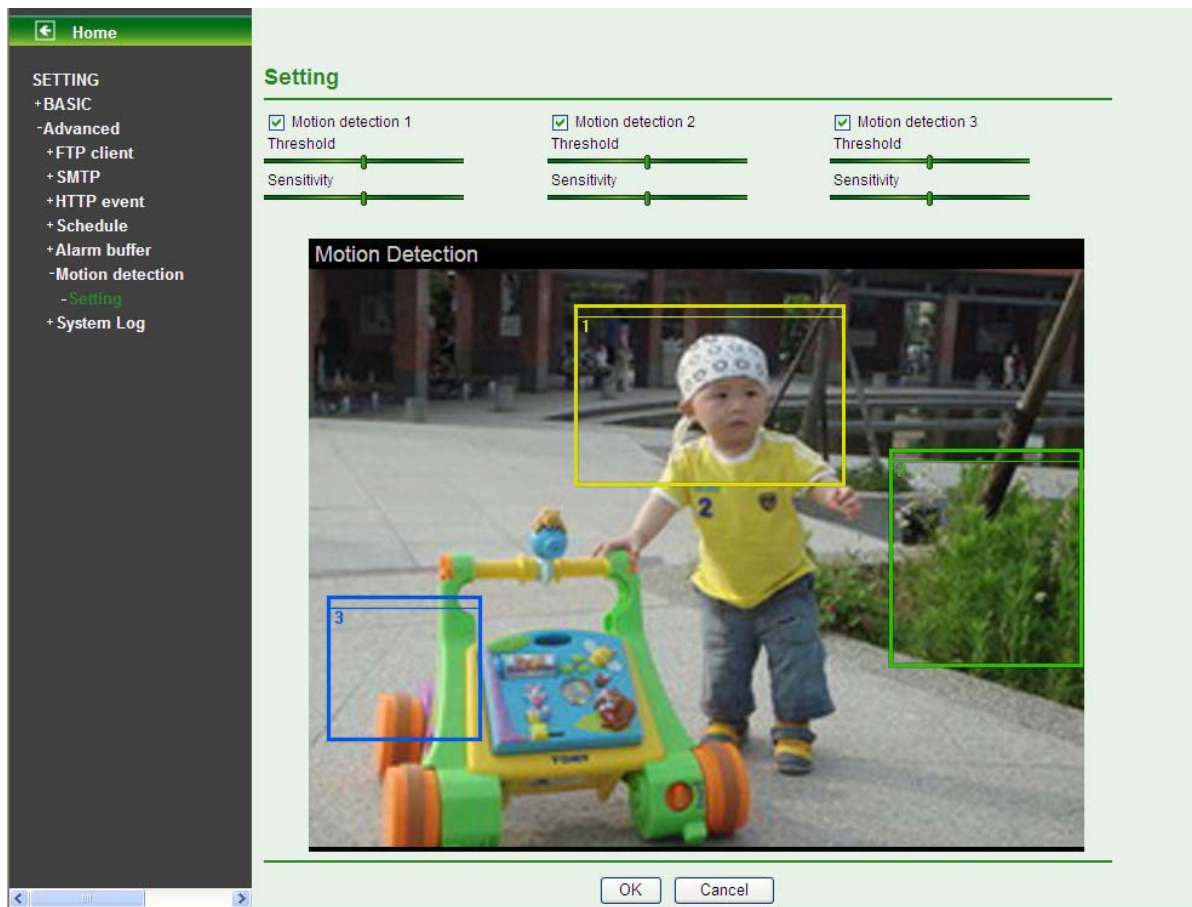 Home
SETTING
+BASIC
-Advanced
+FTP client
+SMTP
+HTTP event
+Schedule
+Alarm buffer
-Motion detection
-Setting
+System Log
Setting
Motion detection 1
Threshold
Sensitivity
Motion detection 2
Threshold
Sensitivity
Motion detection 3
Threshold
Sensitivity
Motion Detection
1
2
2
3
TOMY
OK
Cancel